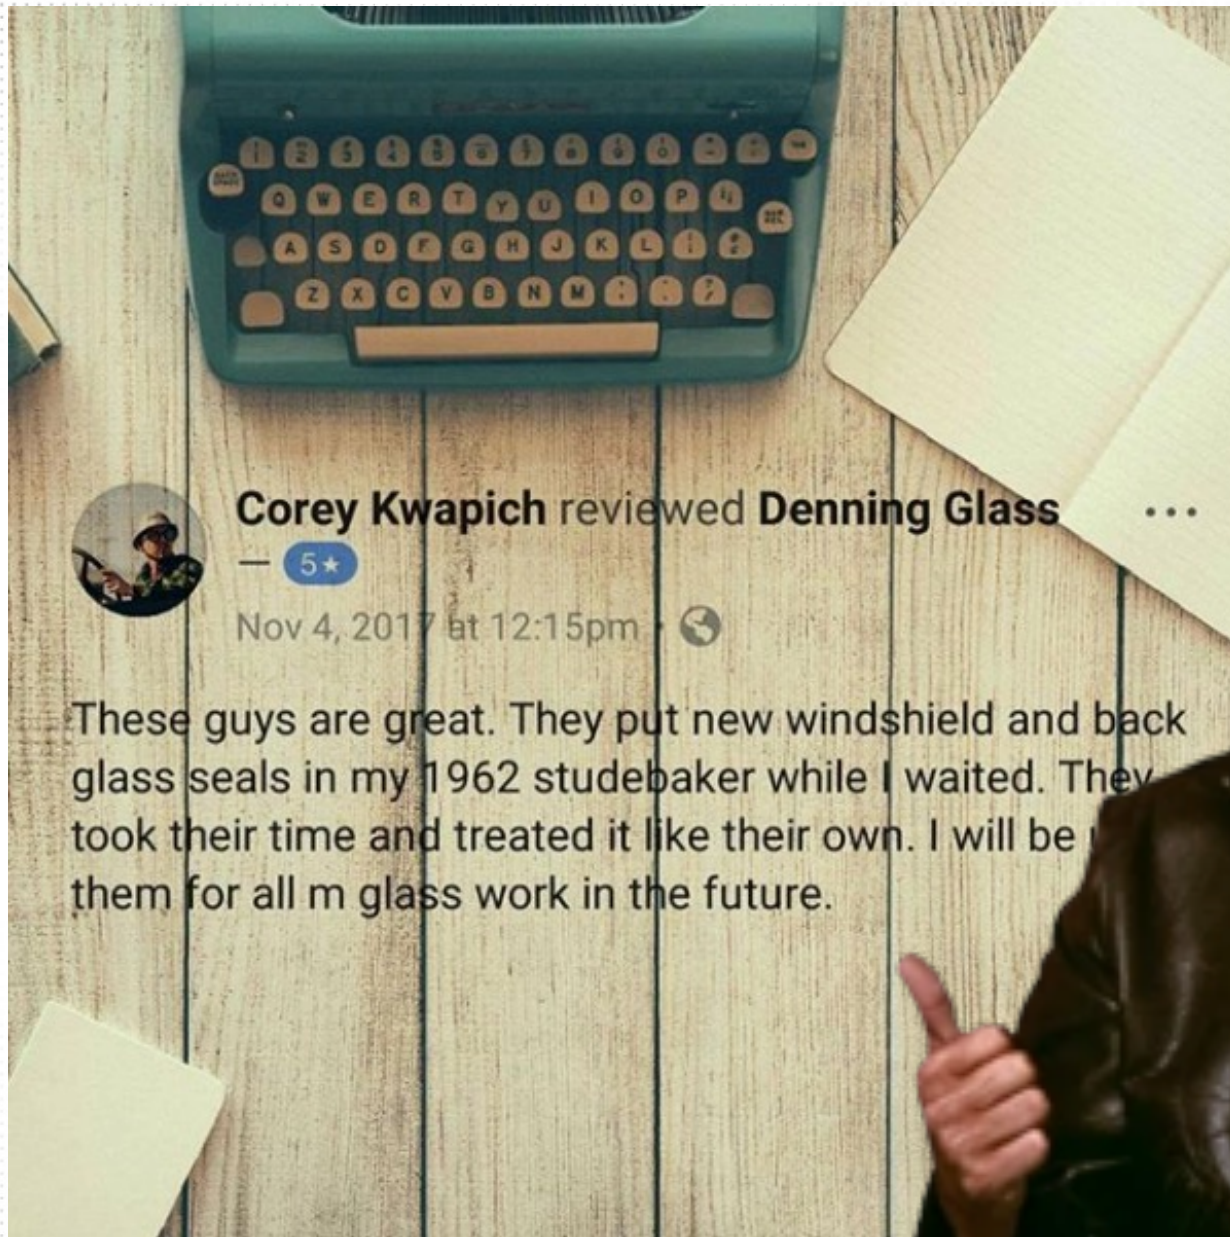 Q W E R T Y U I O P
A S D F G H J K L
Z X C V B N M
Corey Kwapich reviewed Denning Glass
— 5★
Nov 4, 2017 at 12:15pm ·
These guys are great. They put new windshield and back
glass seals in my 1962 studebaker while I waited. They
took their time and treated it like their own. I will be
them for all m glass work in the future.